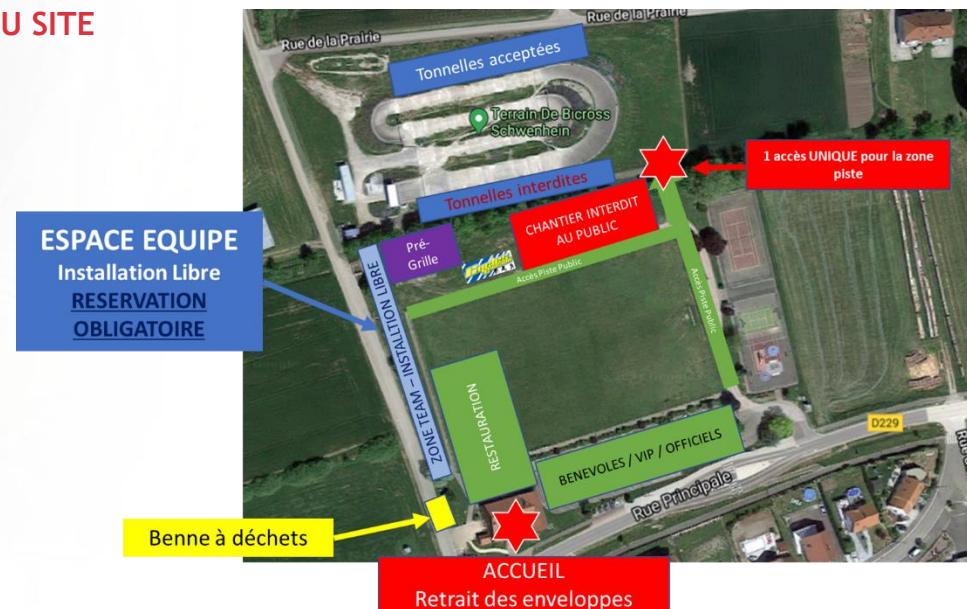 U SITE
Rue de la Prairie
Rue de la Prairie
Tonnelles acceptées
Terrain De Bicross
Schwenhein
Tonnelles interdites
1 accès UNIQUE pour la zone
piste
CHANTIER INTERDIT
AU PUBLIC
Pré-
Grille
ESPACE EQUIPE
Installation Libre
RESERVATION
OBLIGATOIRE
Accès Piste Public
Accès Piste Public
ZONE TEAM – INSTALLTION LIBRE
RESTAURATION
BENEVOLES / VIP / OFFICIELS
D229
Rue Principale
Benne à déchets
ACCUEIL
Retrait des enveloppes